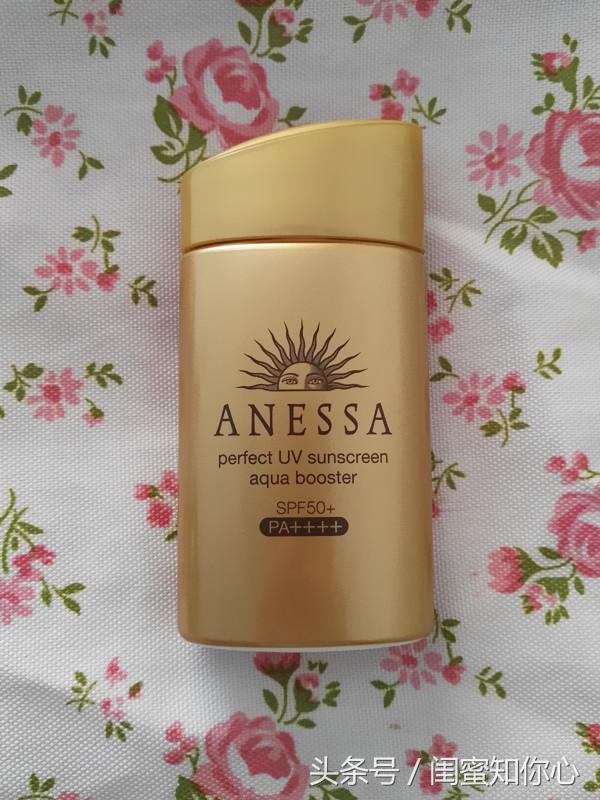 ANESSA
perfect UV sunscreen
aqua booster
SPF50+
PA++++
头条号 / 闺蜜知你心